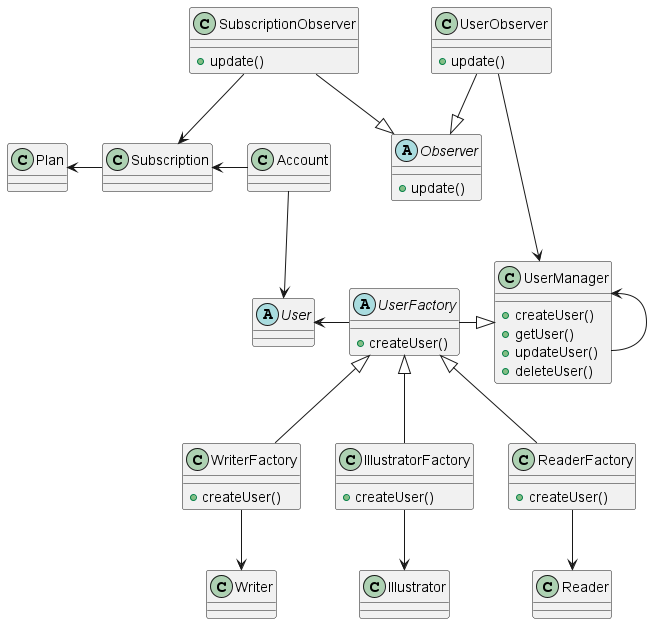 C SubscriptionObserver
update()
C UserObserver
update()
C Plan
C Subscription
C Account
A Observer
update()
C UserManager
createUser()
getUser()
updateUser()
deleteUser()
A User
A UserFactory
createUser()
C WriterFactory
createUser()
C IllustratorFactory
createUser()
C ReaderFactory
createUser()
C Writer
C Illustrator
C Reader